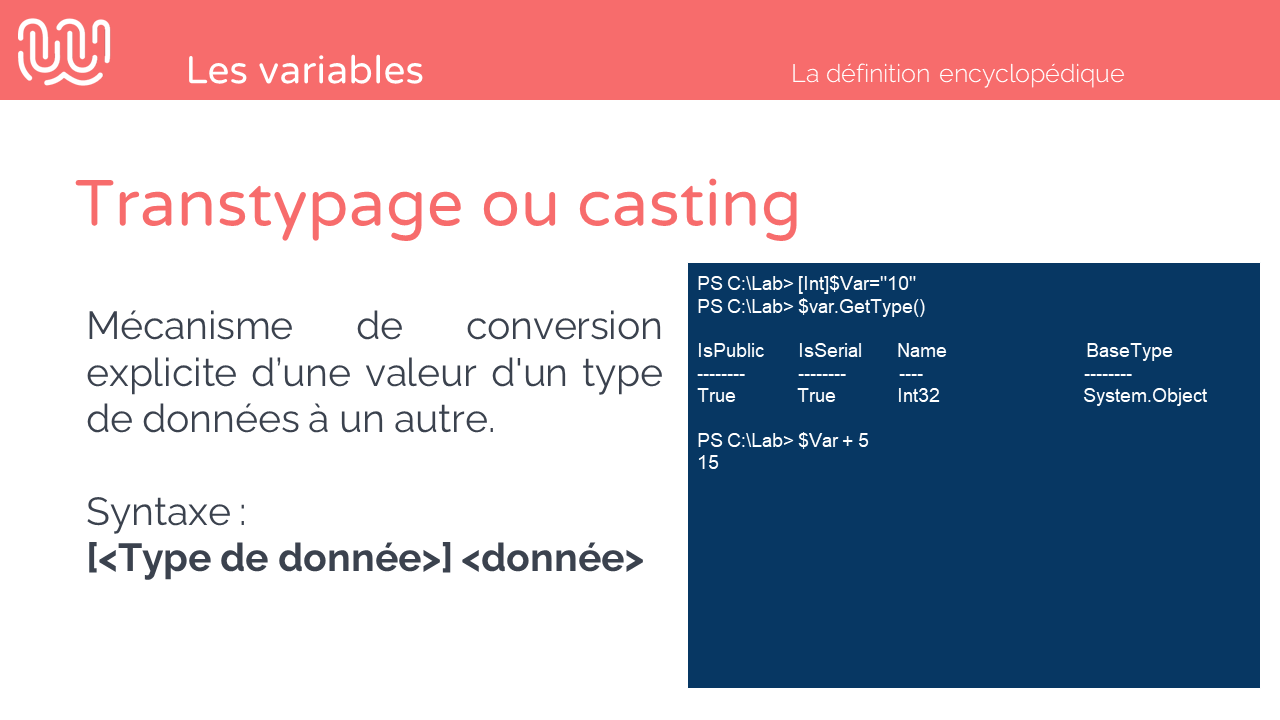 Les variables
La définition encyclopédique
Transtypage ou casting
Mécanisme de conversion
explicite d’une valeur d'un type
de données à un autre.
Syntaxe :
[<Type de donnée>] <donnée>
PS C:\Lab> [Int]$Var="10"
PS C:\Lab> $var.GetType()
IsPublic IsSerial Name BaseType
-------- -------- ---- --------
True True Int32 System.Object
PS C:\Lab> $Var + 5
15